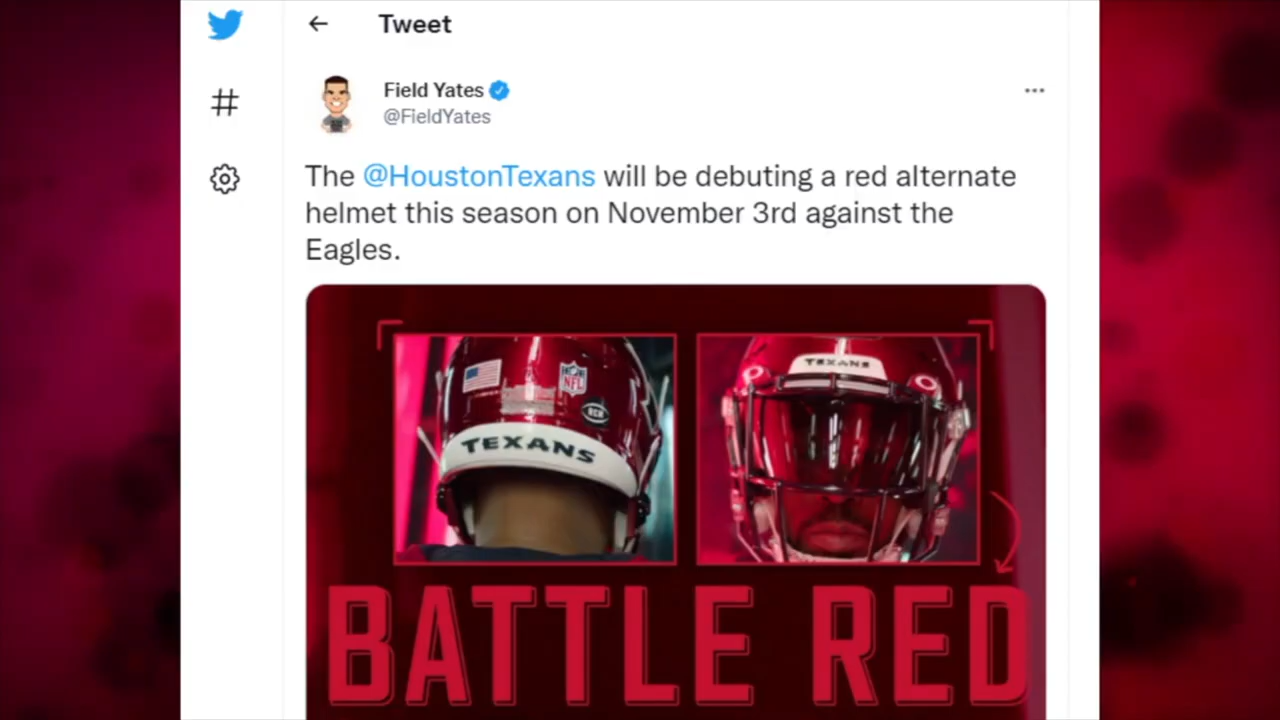 Tweet
Field Yates
@FieldYates
The @HoustonTexans will be debuting a red alternate
helmet this season on November 3rd against the
Eagles.
NFL
TEXANS
TEXANS
BATTLE RED